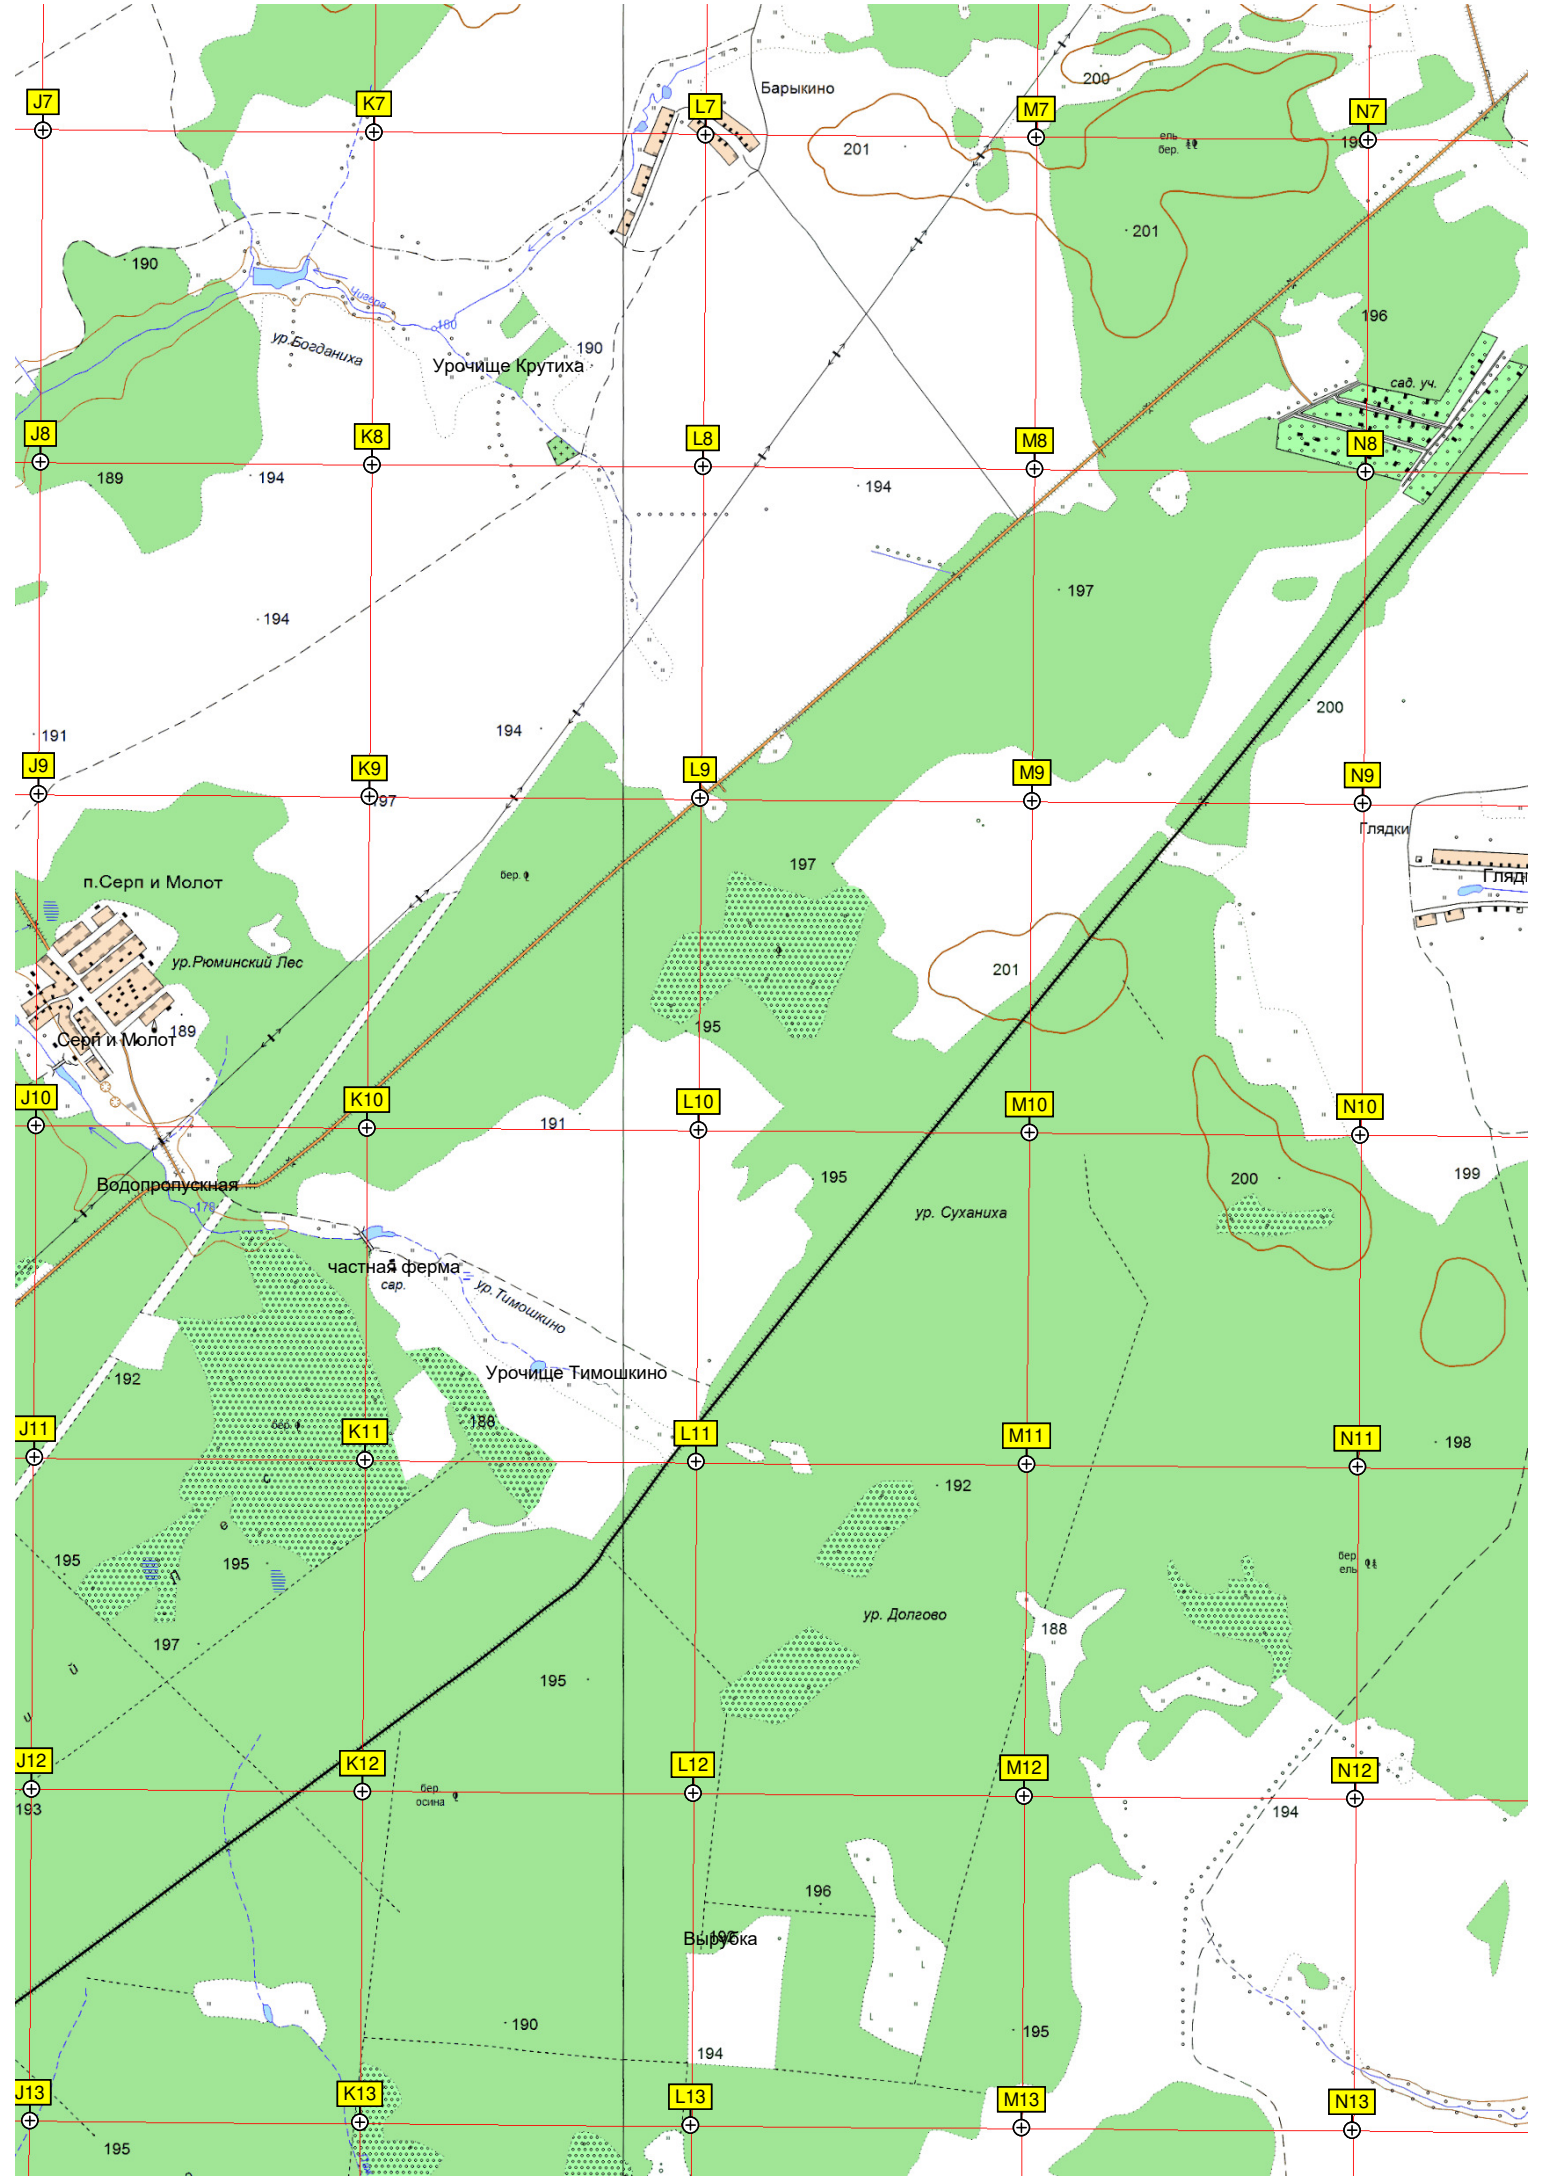 Барыкино
200
J7
K7
L7
M7
N7
201
ель
бер.
201
190
Чигера
196
180
ур.Богданиха
190
Урочище Крутиха
сад. уч.
J8
K8
L8
M8
N8
189
194
194
197
194
200
194
191
J9
K9
L9
M9
N9
Глядки
197
бер.
п.Серп и Молот
ур.Рюминский Лес
201
195
189
Серп и Молот
J10
K10
L10
M10
N10
191
195
200
199
Водопропускная
178
ур. Суханиха
частная ферма
сар.
ур.Тимошкино
192
Урочище Тимошкино
188
бер.
J11
K11
L11
M11
N11
198
с
192
е
195
195
Л
бер.
ель
ур. Долгово
188
197
й
195
и
J12
K12
L12
M12
N12
193
бер.
осина
194
196
Вырубка
190
195
194
J13
K13
L13
M13
N13
195